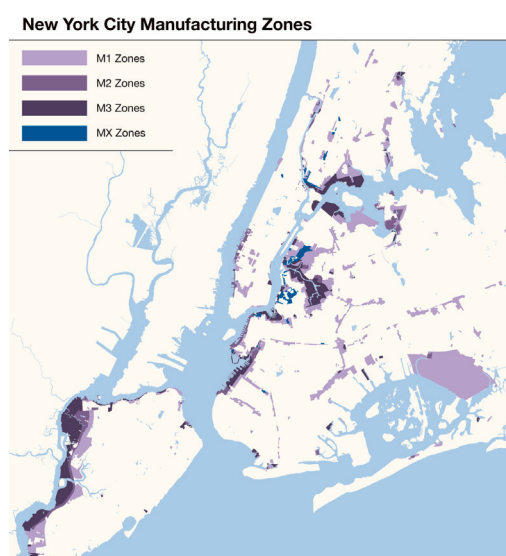 New York City Manufacturing Zones
M1 Zones
M2 Zones
M3 Zones
MX Zones